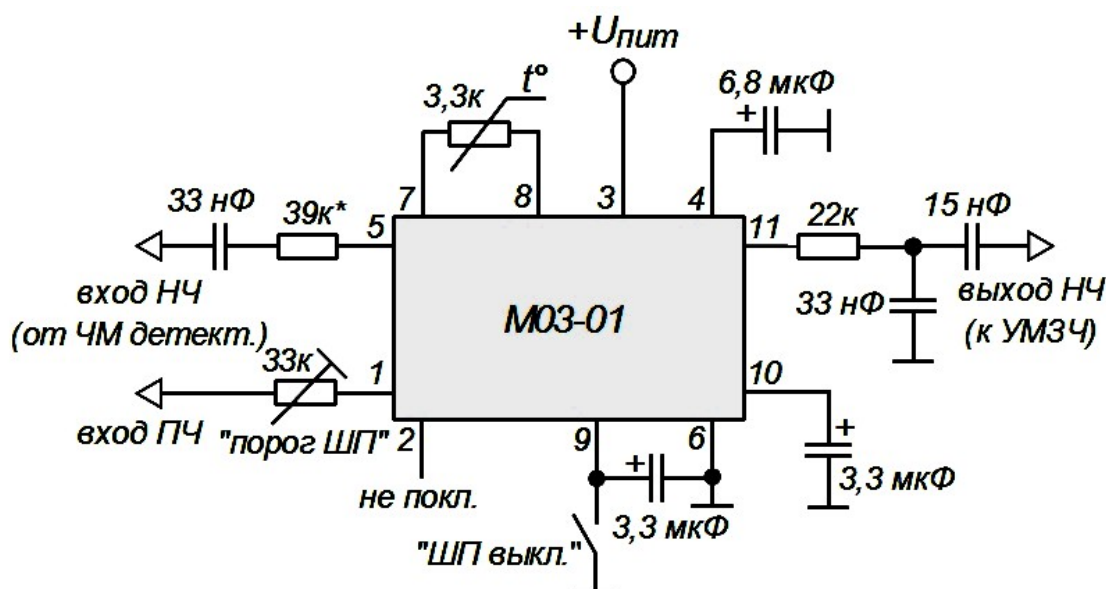 +Uпит
t°
3,3к
6,8 мкФ
+
7
8
3
4
33 нФ
39к*
5
11
22к
15 нФ
вход НЧ
(от ЧМ детект.)
М03-01
33 нФ
выход НЧ
(к УМЗЧ)
33к
1
10
вход ПЧ
"порог ШП"
2
9
6
+
+
не покл.
3,3 мкФ
3,3 мкФ
"ШП выкл."